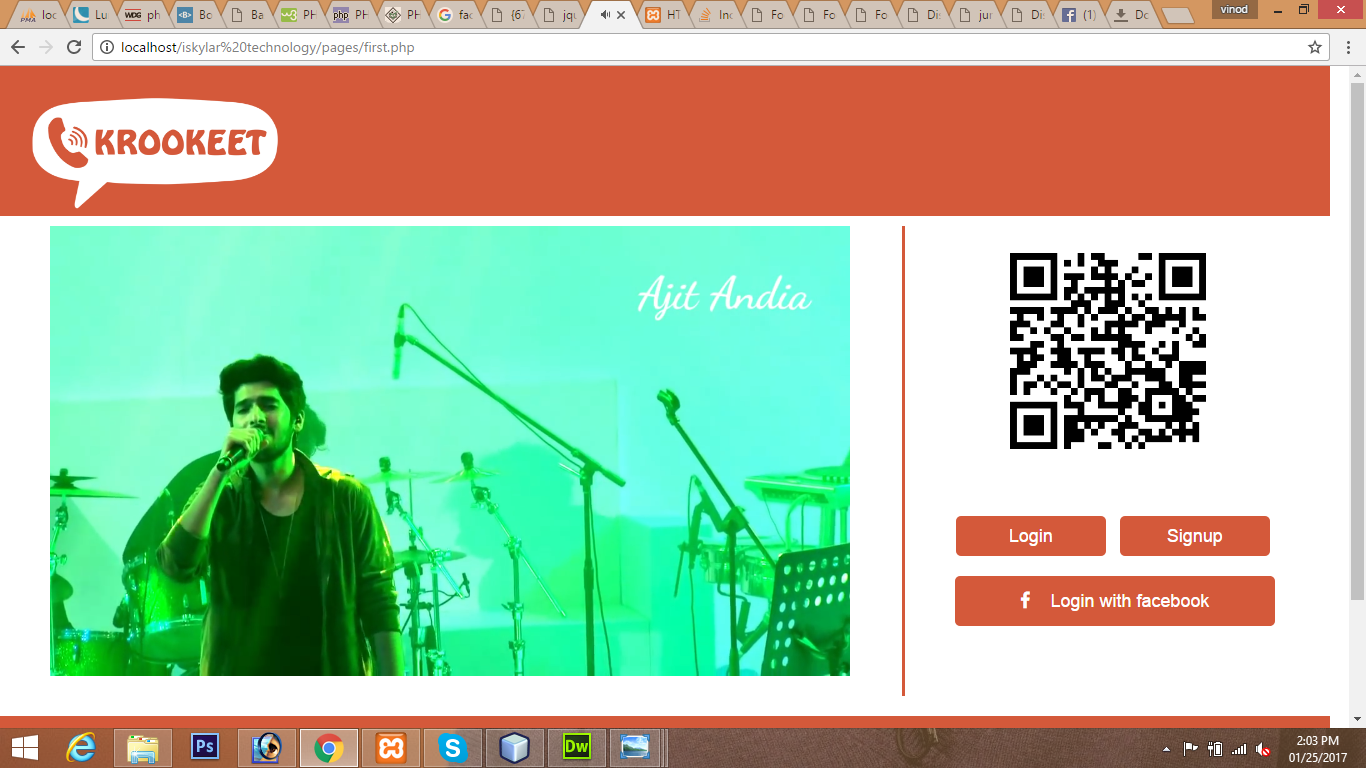 loc
Lu
ph
Bo
Ba
PH
PH
PH
fac
{67
jqu
HT
Inc
Fo
Fo
Fo
Dis
jur
Dis
(1)
Do
vinod
localhost/iskylar%20technology/pages/first.php
KROOKEET
Ajit Andia
Login
Signup
Login with facebook
Ps
Dw
2:03 PM
01/25/2017